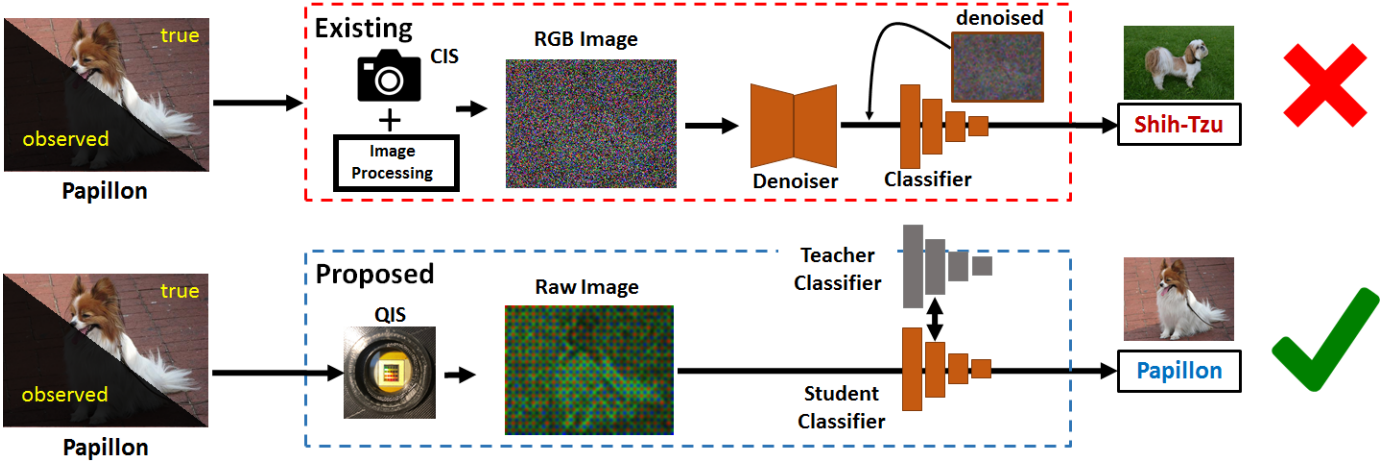 true
observed
Papillon
Existing
CIS
+
Image
Processing
RGB Image
Denoiser
denoised
Classifier
Shih-Tzu
true
observed
Papillon
Proposed
QIS
Raw Image
Teacher
Classifier
Student
Classifier
Papillon